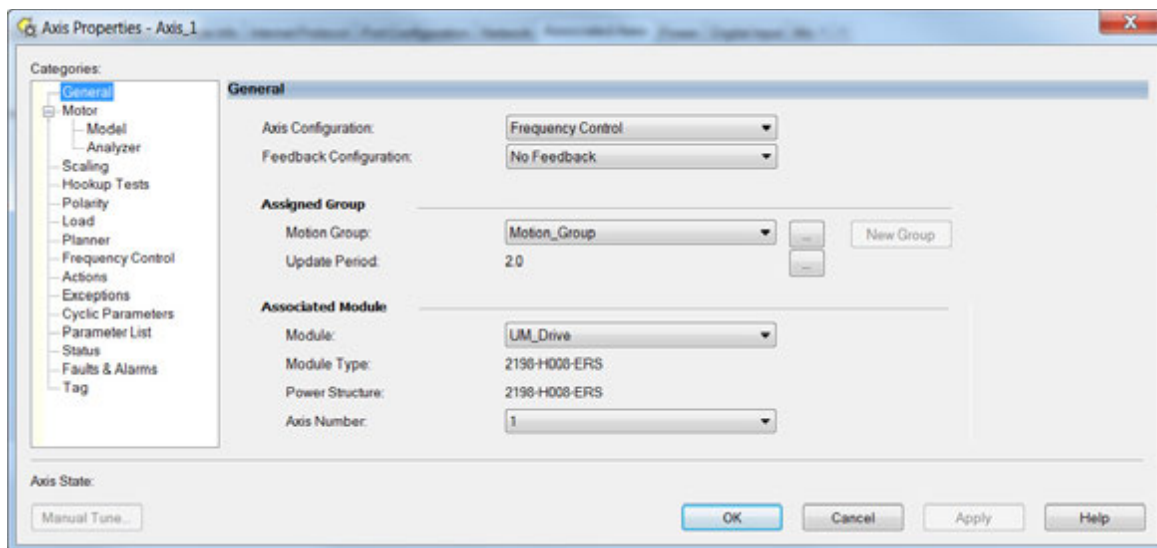 Axis Properties - Axis_1
X
Categories:
General
Motor
Model
Analyzer
Scaling
Hookup Tests
Polarity
Load
Planner
Frequency Control
Actions
Exceptions
Cyclic Parameters
Parameter List
Status
Faults & Alarms
Tag
General
Axis Configuration: Frequency Control
Feedback Configuration: No Feedback
Assigned Group
Motion Group: Motion_Group ... New Group
Update Period: 2.0 ...
Associated Module
Module: UM_Drive
Module Type: 2198-H008-ERS
Power Structure: 2198-H008-ERS
Axis Number: 1
Axis State:
Manual Tune...
OK Cancel Apply Help